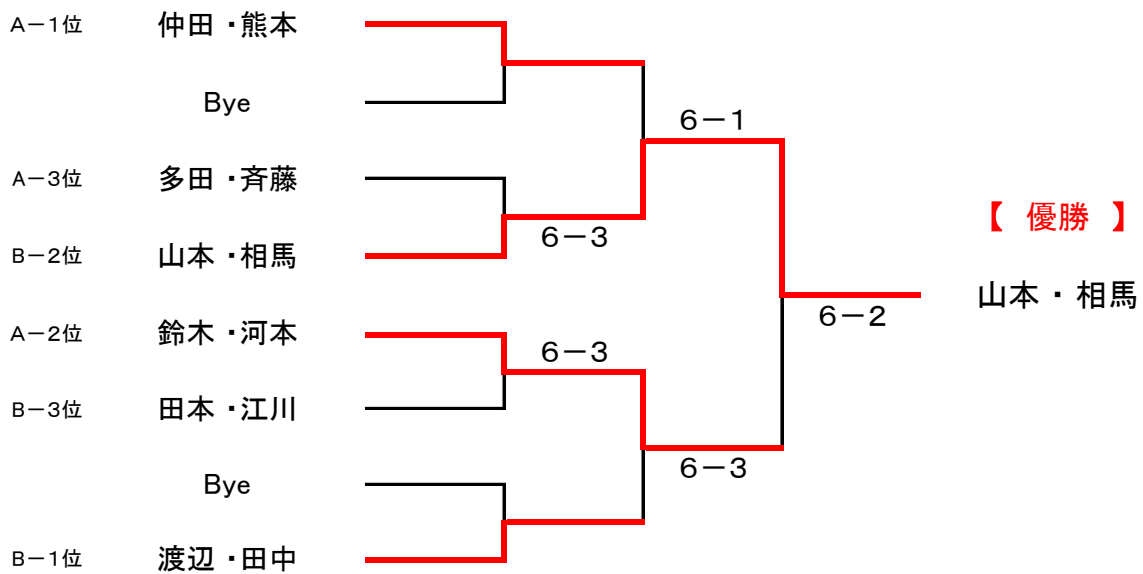 A－1位 仲田・熊本
Bye
6－1
A－3位 多田・斉藤
【 優勝 】
6－3
B－2位 山本・相馬
山本・相馬
6－2
A－2位 鈴木・河本
6－3
B－3位 田本・江川
6－3
Bye
B－1位 渡辺・田中